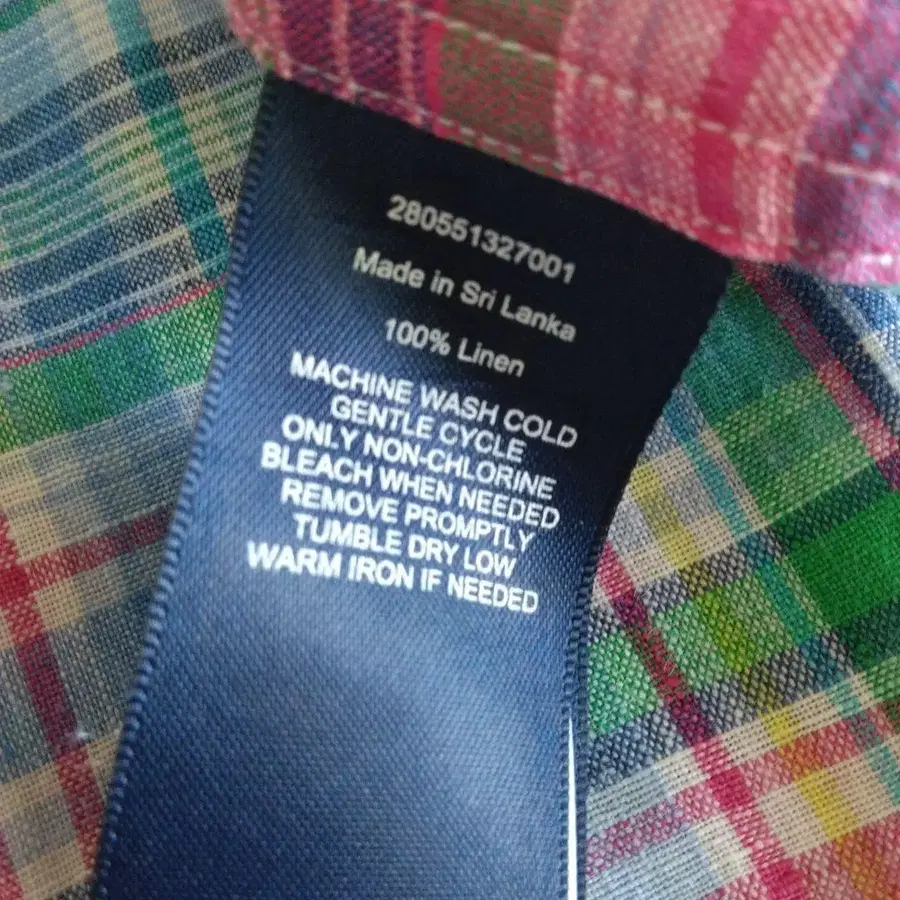 280551327001
Made in Sri Lanka
100% Linen
MACHINE WASH COLD
GENTLE CYCLE
ONLY NON-CHLORINE
BLEACH WHEN NEEDED
REMOVE PROMPTLY
TUMBLE DRY LOW
WARM IRON IF NEEDED